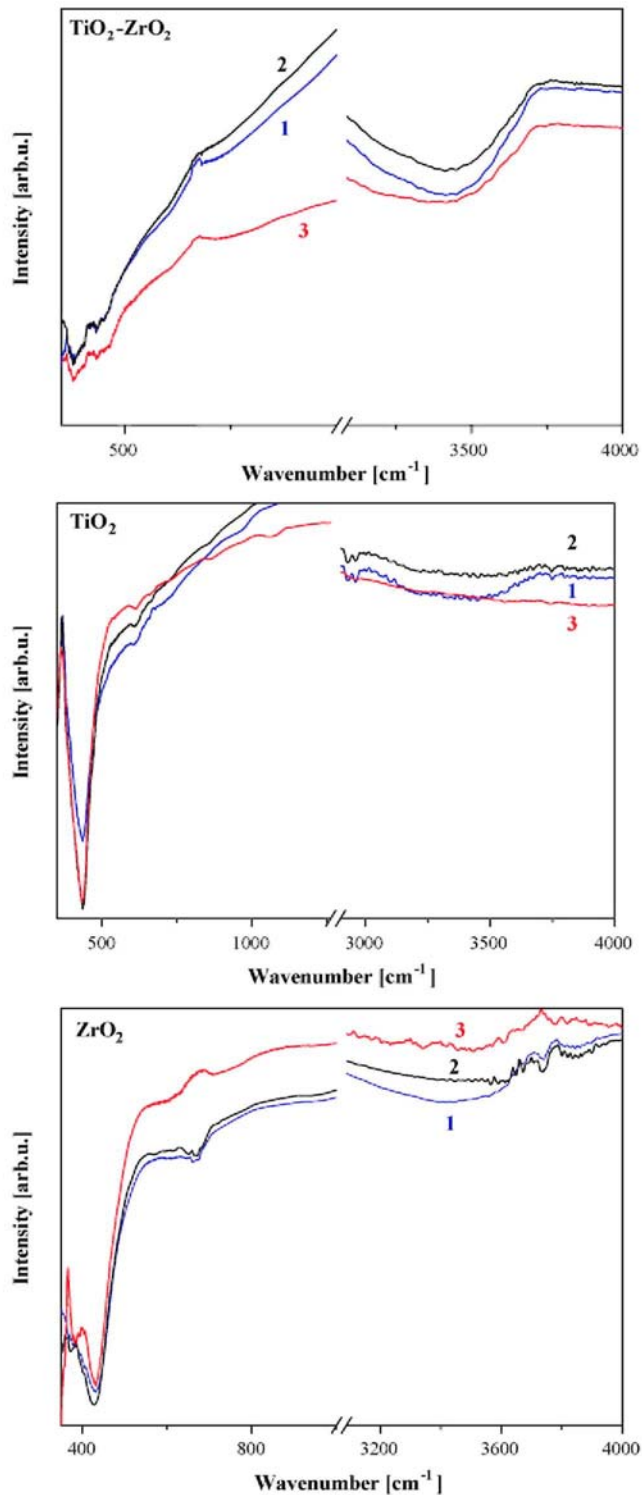 TiO₂-ZrO₂
2
1
3
Intensity [arb.u.]
500 3500 4000
Wavenumber [cm⁻¹]
TiO₂
2
1
3
Intensity [arb.u.]
500 1000 3000 3500 4000
Wavenumber [cm⁻¹]
ZrO₂
3
2
1
Intensity [arb.u.]
400 800 3200 3600 4000
Wavenumber [cm⁻¹]